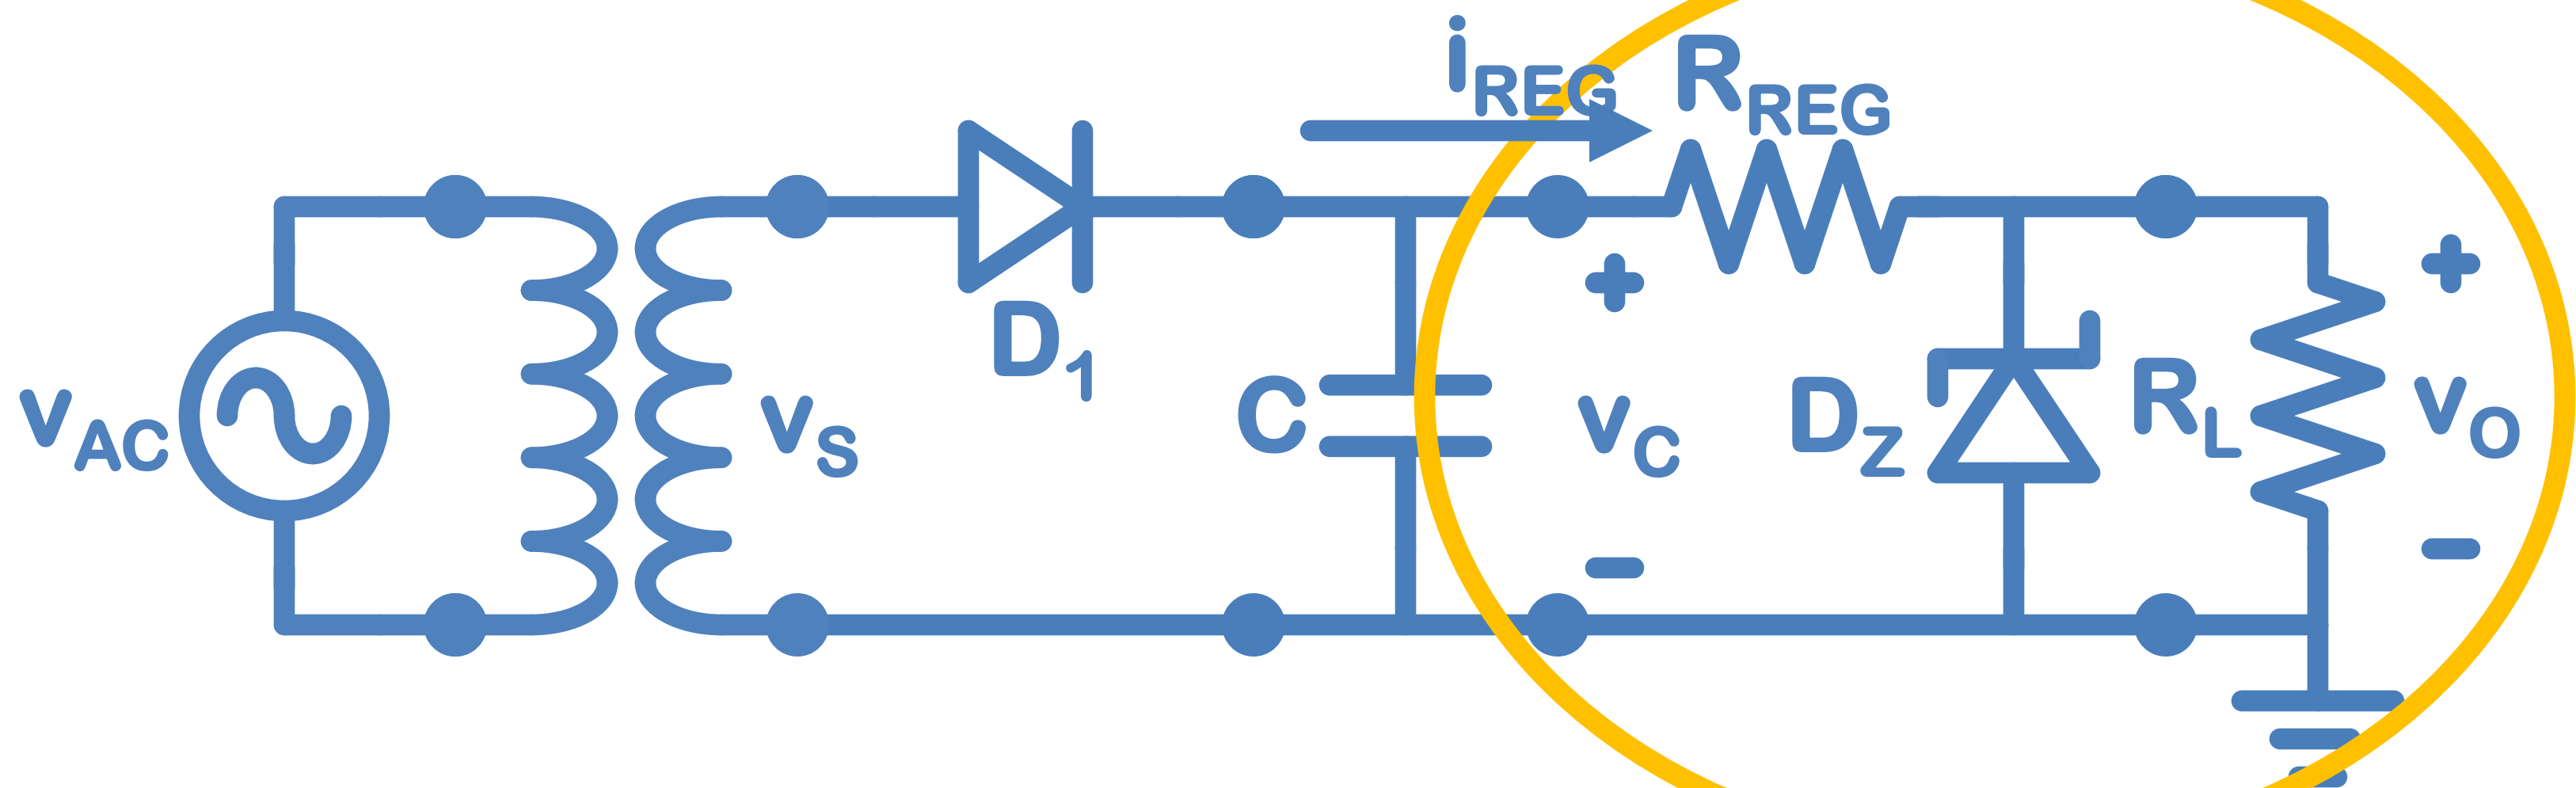 iREG
RREG
D1
vAC
vS
C
+
vC
-
DZ
RL
+
vO
-